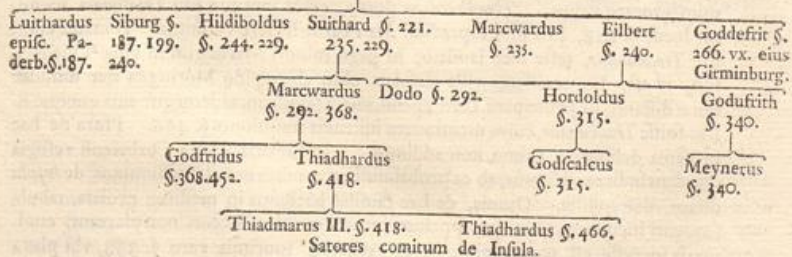 Luithardus Siburg §. Hildiboldus Suithard §. 221. Marcwardus Eilbert Goddefrit §.
epiſc. Pa- 187. 199. §. 244. 229. 235. 229. §. 235. §. 240. 266. vx. eius
derb.§.187. 240. Girminburg.
Marcwardus Dodo §. 292. Hordoldus Godufrith
§. 292. 368. §. 315. §. 340.
Godfridus Thiadhardus Godſcalcus Meynerus
§.368.452. §.418. §. 315. §. 340.
Thiadmarus III. §. 418. Thiadhardus §. 466.
Satores comitum de Inſula.